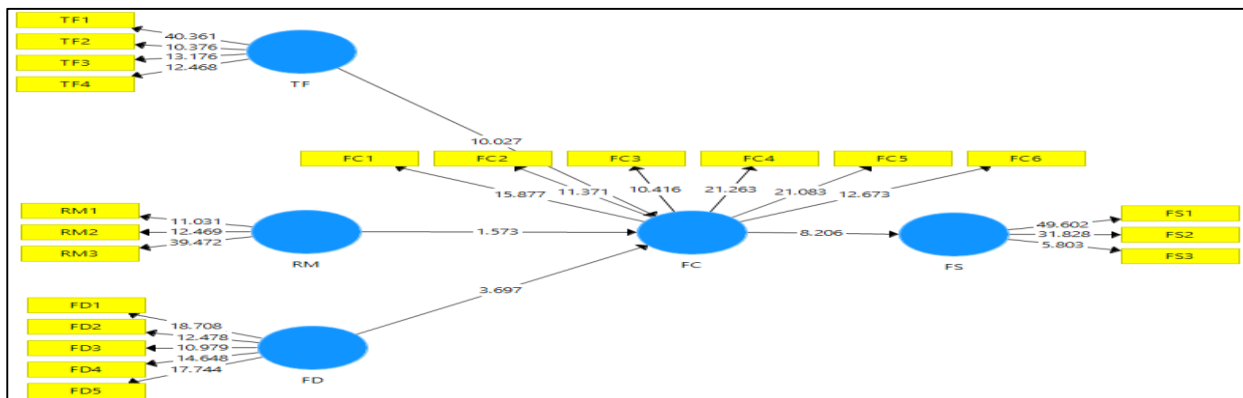 TF1
TF2
TF3
TF4
40.361
10.376
13.176
12.468
TF
10.027
FC1
FC2
FC3
FC4
FC5
FC6
15.877
11.371
10.416
21.263
21.083
12.673
RM1
RM2
RM3
11.031
12.469
39.472
RM
1.573
FC
8.206
FS
49.602
31.828
5.803
FS1
FS2
FS3
3.697
FD1
FD2
FD3
FD4
FD5
18.708
12.478
10.979
14.648
17.744
FD